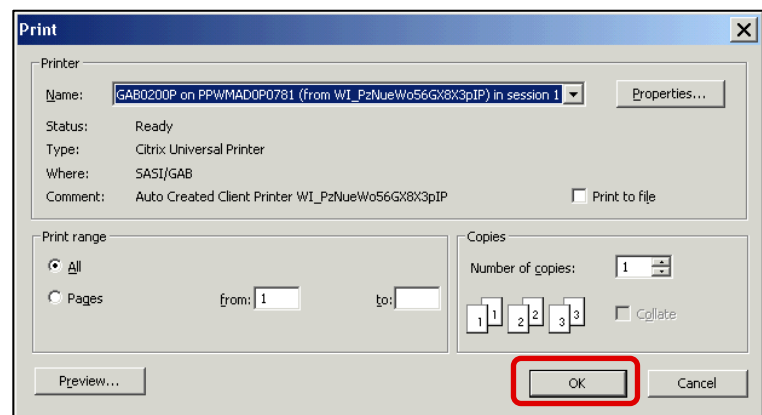 Print
Printer
Name: GAB0200P on PPWMAD0P0781 (from WI_PzNueWo56GX8X3pIP) in session 1 Properties...
Status: Ready
Type: Citrix Universal Printer
Where: SASI/GAB
Comment: Auto Created Client Printer WI_PzNueWo56GX8X3pIP Print to file
Print range Copies
All Number of copies: 1
Pages from: 1 to:
1 1 2 2 3 3 Collate
Preview... OK Cancel